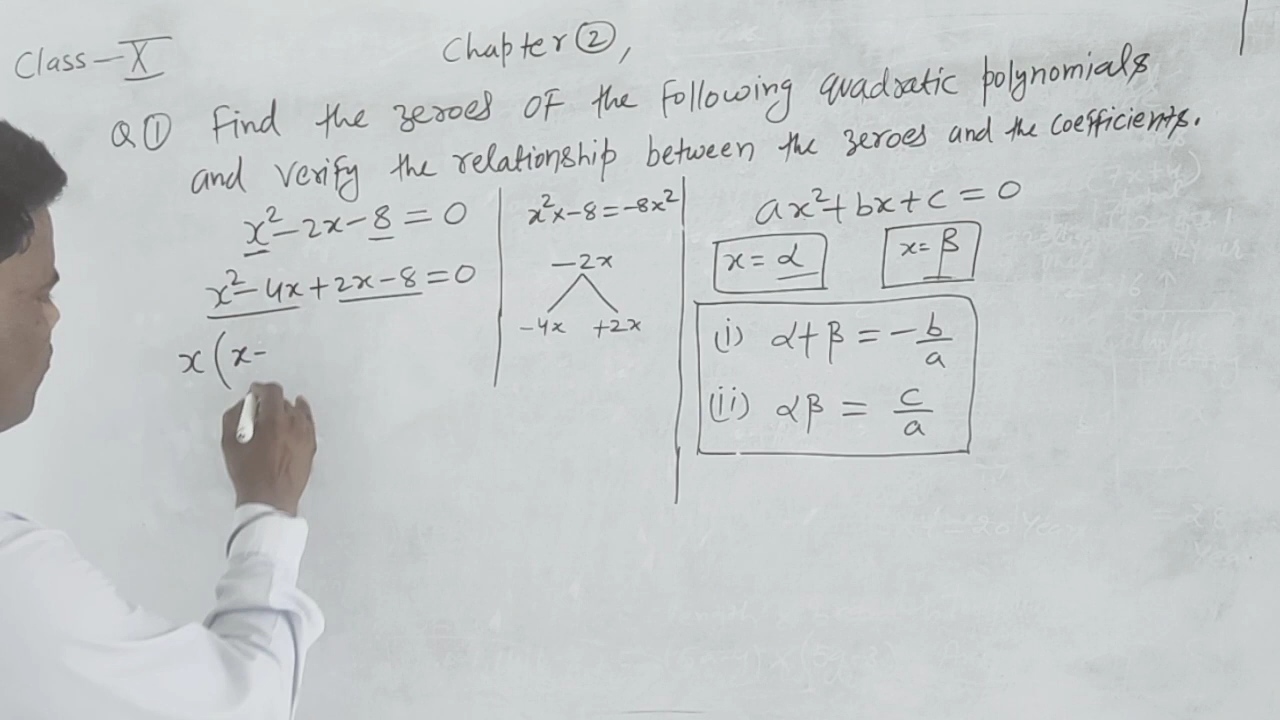 Class-X
Chapter ②,
Q① Find the zeroes OF the Following quadratic polynomials
and verify the relationship between the zeroes and the coefficients.
x²-2x-8=0
x²-4x+2x-8=0
x(x-
x²x-8=-8x²
-2x
-4x +2x
ax²+bx+c=0
x=α x=β
(i) α+β=-b/a
(ii) αβ=c/a